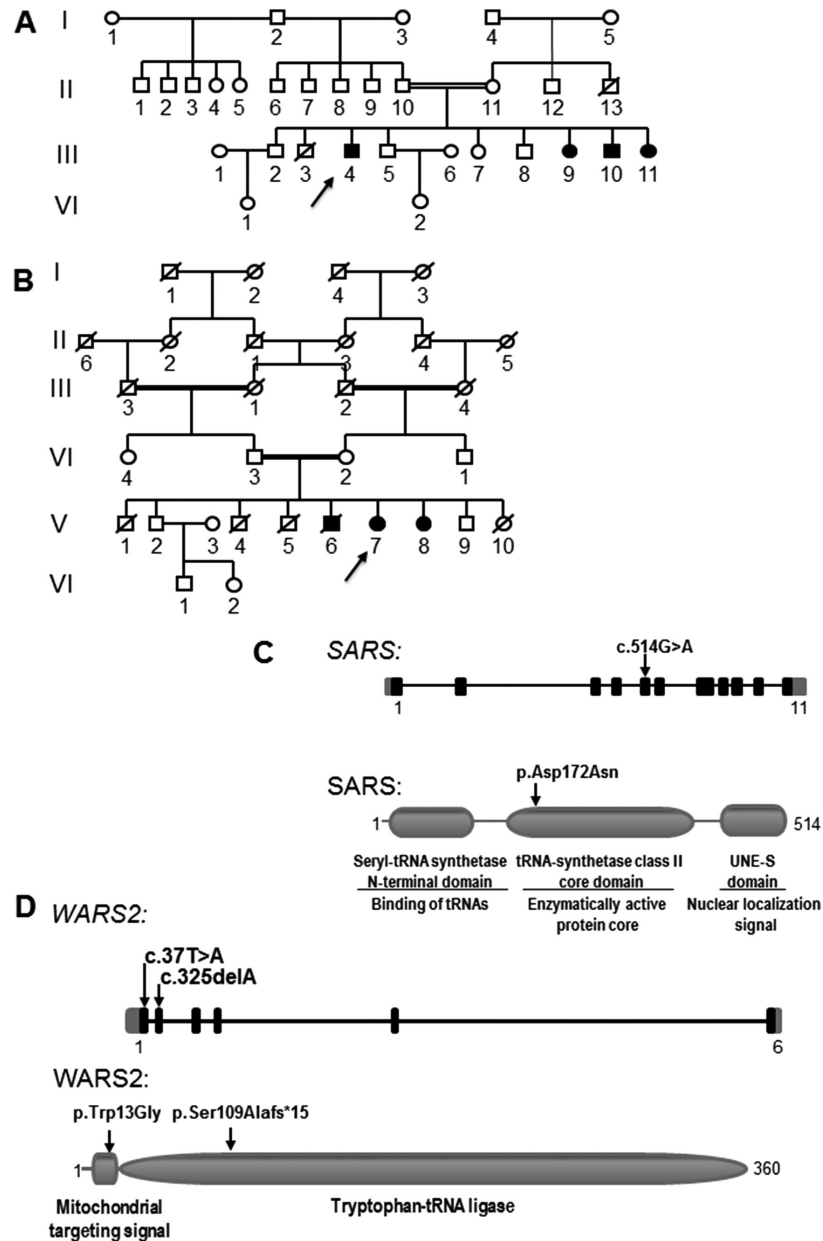 A
I
1 2 3 4 5
II
1 2 3 4 5 6 7 8 9 10 11 12 13
III
1 2 3 4 5 6 7 8 9 10 11
VI
1 2
B
I
1 2 4 3
II
6 2 1 3 4 5
III
3 1 2 4
VI
4 3 2 1
V
1 2 3 4 5 6 7 8 9 10
VI
1 2
C
SARS:
c.514G>A
1 11
SARS:
p.Asp172Asn
1 514
Seryl-tRNA synthetase tRNA-synthetase class II UNE-S
N-terminal domain core domain domain
Binding of tRNAs Enzymatically active Nuclear localization
protein core signal
D
WARS2:
c.37T>A
c.325delA
1 6
WARS2:
p.Trp13Gly p.Ser109Alafs*15
1 360
Mitochondrial Tryptophan-tRNA ligase
targeting signal